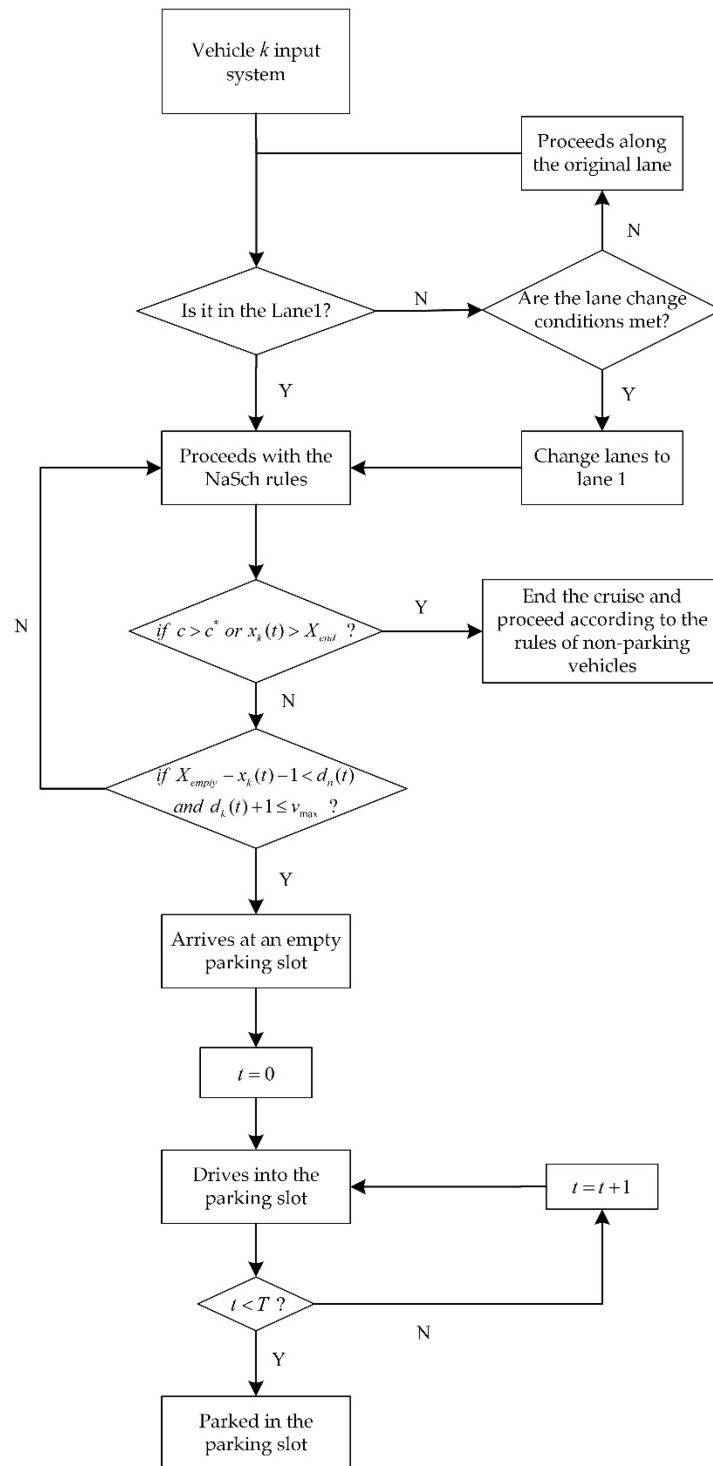 Vehicle k input
system
Proceeds along
the original lane
N
Is it in the Lane1?
N
Are the lane change
conditions met?
Y
Y
Proceeds with the
NaSch rules
Change lanes to
lane 1
N
if c > c* or x_k(t) > X_end ?
Y
End the cruise and
proceed according to the
rules of non-parking
vehicles
N
if X_empty − x_k(t) − 1 < d_n(t)
and d_k(t) + 1 ≤ v_max ?
Y
Arrives at an empty
parking slot
t = 0
Drives into the
parking slot
t = t + 1
t < T ?
N
Y
Parked in the
parking slot